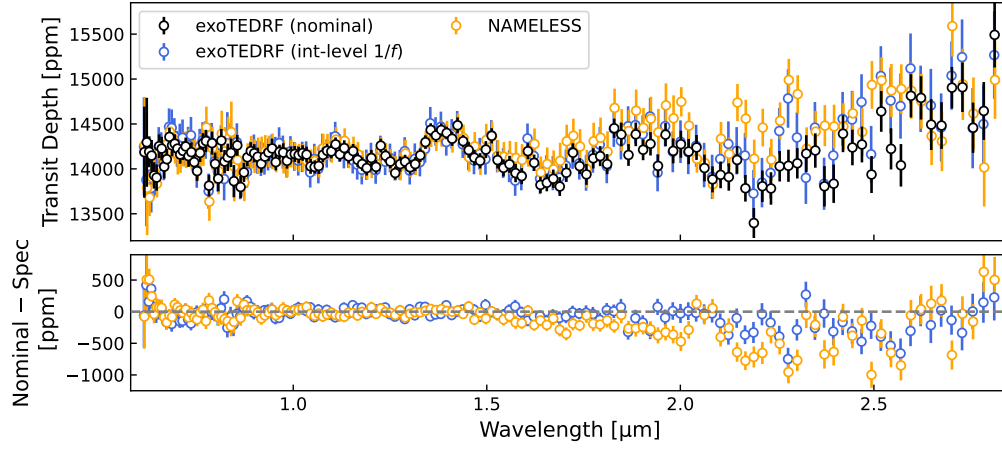 exoTEDRF (nominal)
exoTEDRF (int-level 1/f)
NAMELESS
Transit Depth [ppm]
15500
15000
14500
14000
13500
Nominal − Spec
[ppm]
500
0
−500
−1000
1.0
1.5
2.0
2.5
Wavelength [μm]